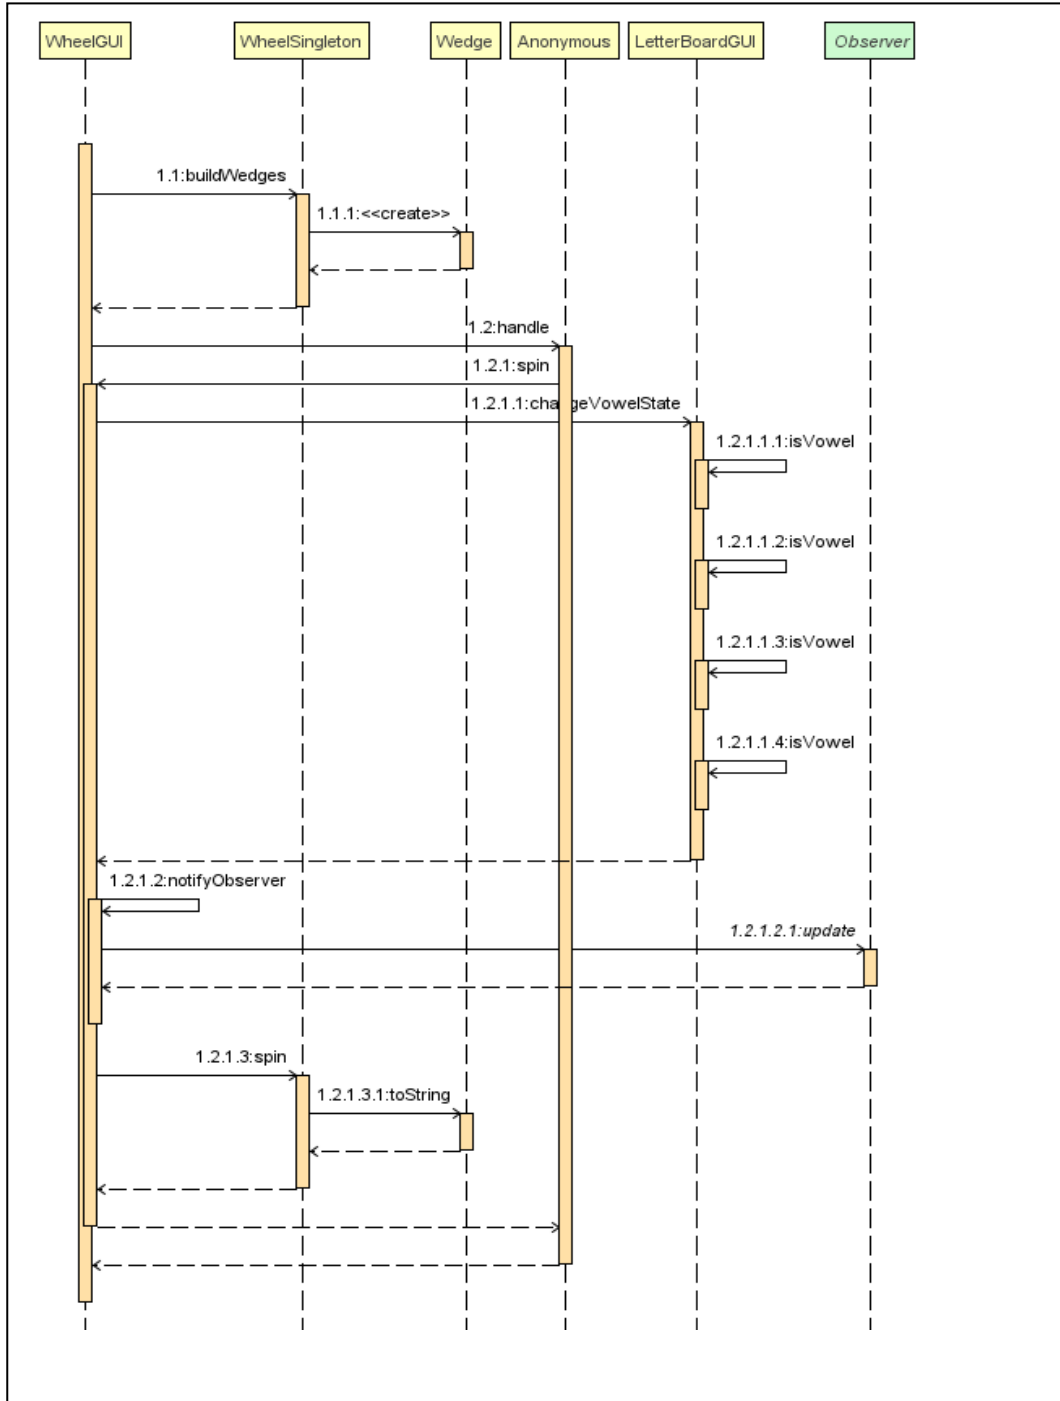 WheelGUI
WheelSingleton
Wedge
Anonymous
LetterBoardGUI
Observer
1.1:buildWedges
1.1.1:<<create>>
1.2:handle
1.2.1:spin
1.2.1.1:changeVowelState
1.2.1.1.1:isVowel
1.2.1.1.2:isVowel
1.2.1.1.3:isVowel
1.2.1.1.4:isVowel
1.2.1.2:notifyObserver
1.2.1.2.1:update
1.2.1.3:spin
1.2.1.3.1:toString